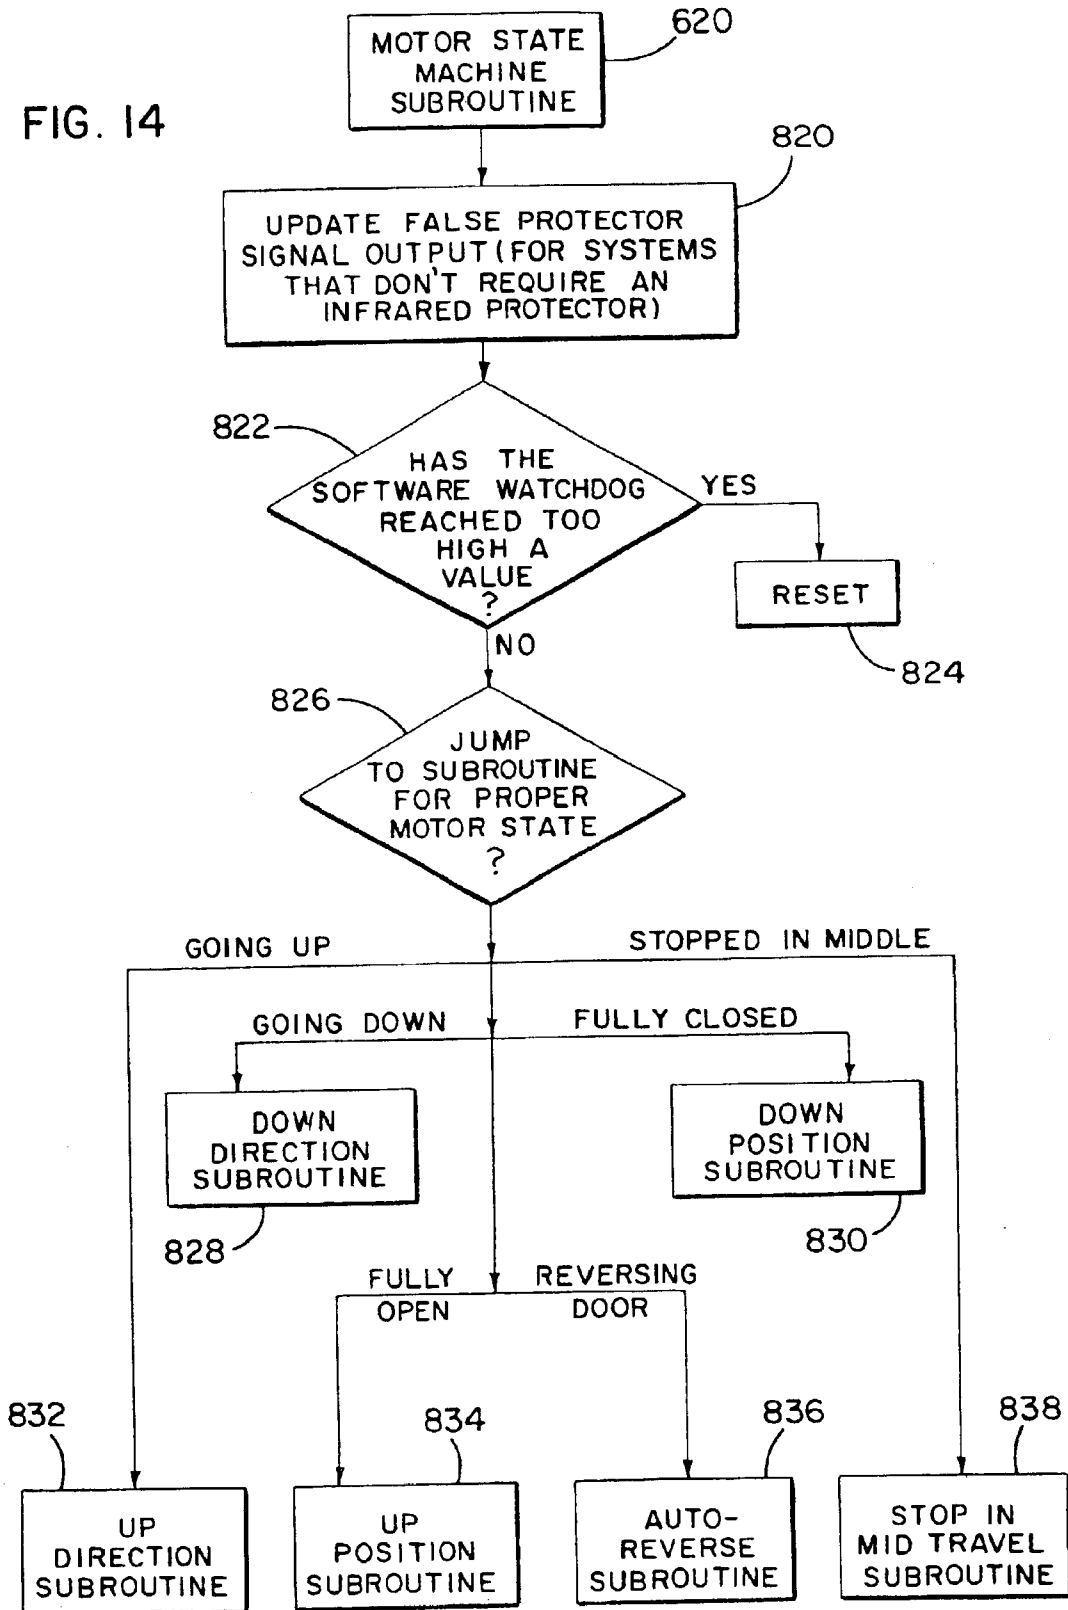 FIG. 14
MOTOR STATE
MACHINE
SUBROUTINE
620
820
UPDATE FALSE PROTECTOR
SIGNAL OUTPUT (FOR SYSTEMS
THAT DON'T REQUIRE AN
INFRARED PROTECTOR)
822
HAS THE
SOFTWARE WATCHDOG
REACHED TOO
HIGH A
VALUE
?
YES
RESET
824
NO
826
JUMP
TO SUBROUTINE
FOR PROPER
MOTOR STATE
?
GOING UP
STOPPED IN MIDDLE
GOING DOWN
FULLY CLOSED
DOWN
DIRECTION
SUBROUTINE
828
DOWN
POSITION
SUBROUTINE
830
FULLY
OPEN
REVERSING
DOOR
832
UP
DIRECTION
SUBROUTINE
834
UP
POSITION
SUBROUTINE
836
AUTO-
REVERSE
SUBROUTINE
838
STOP IN
MID TRAVEL
SUBROUTINE